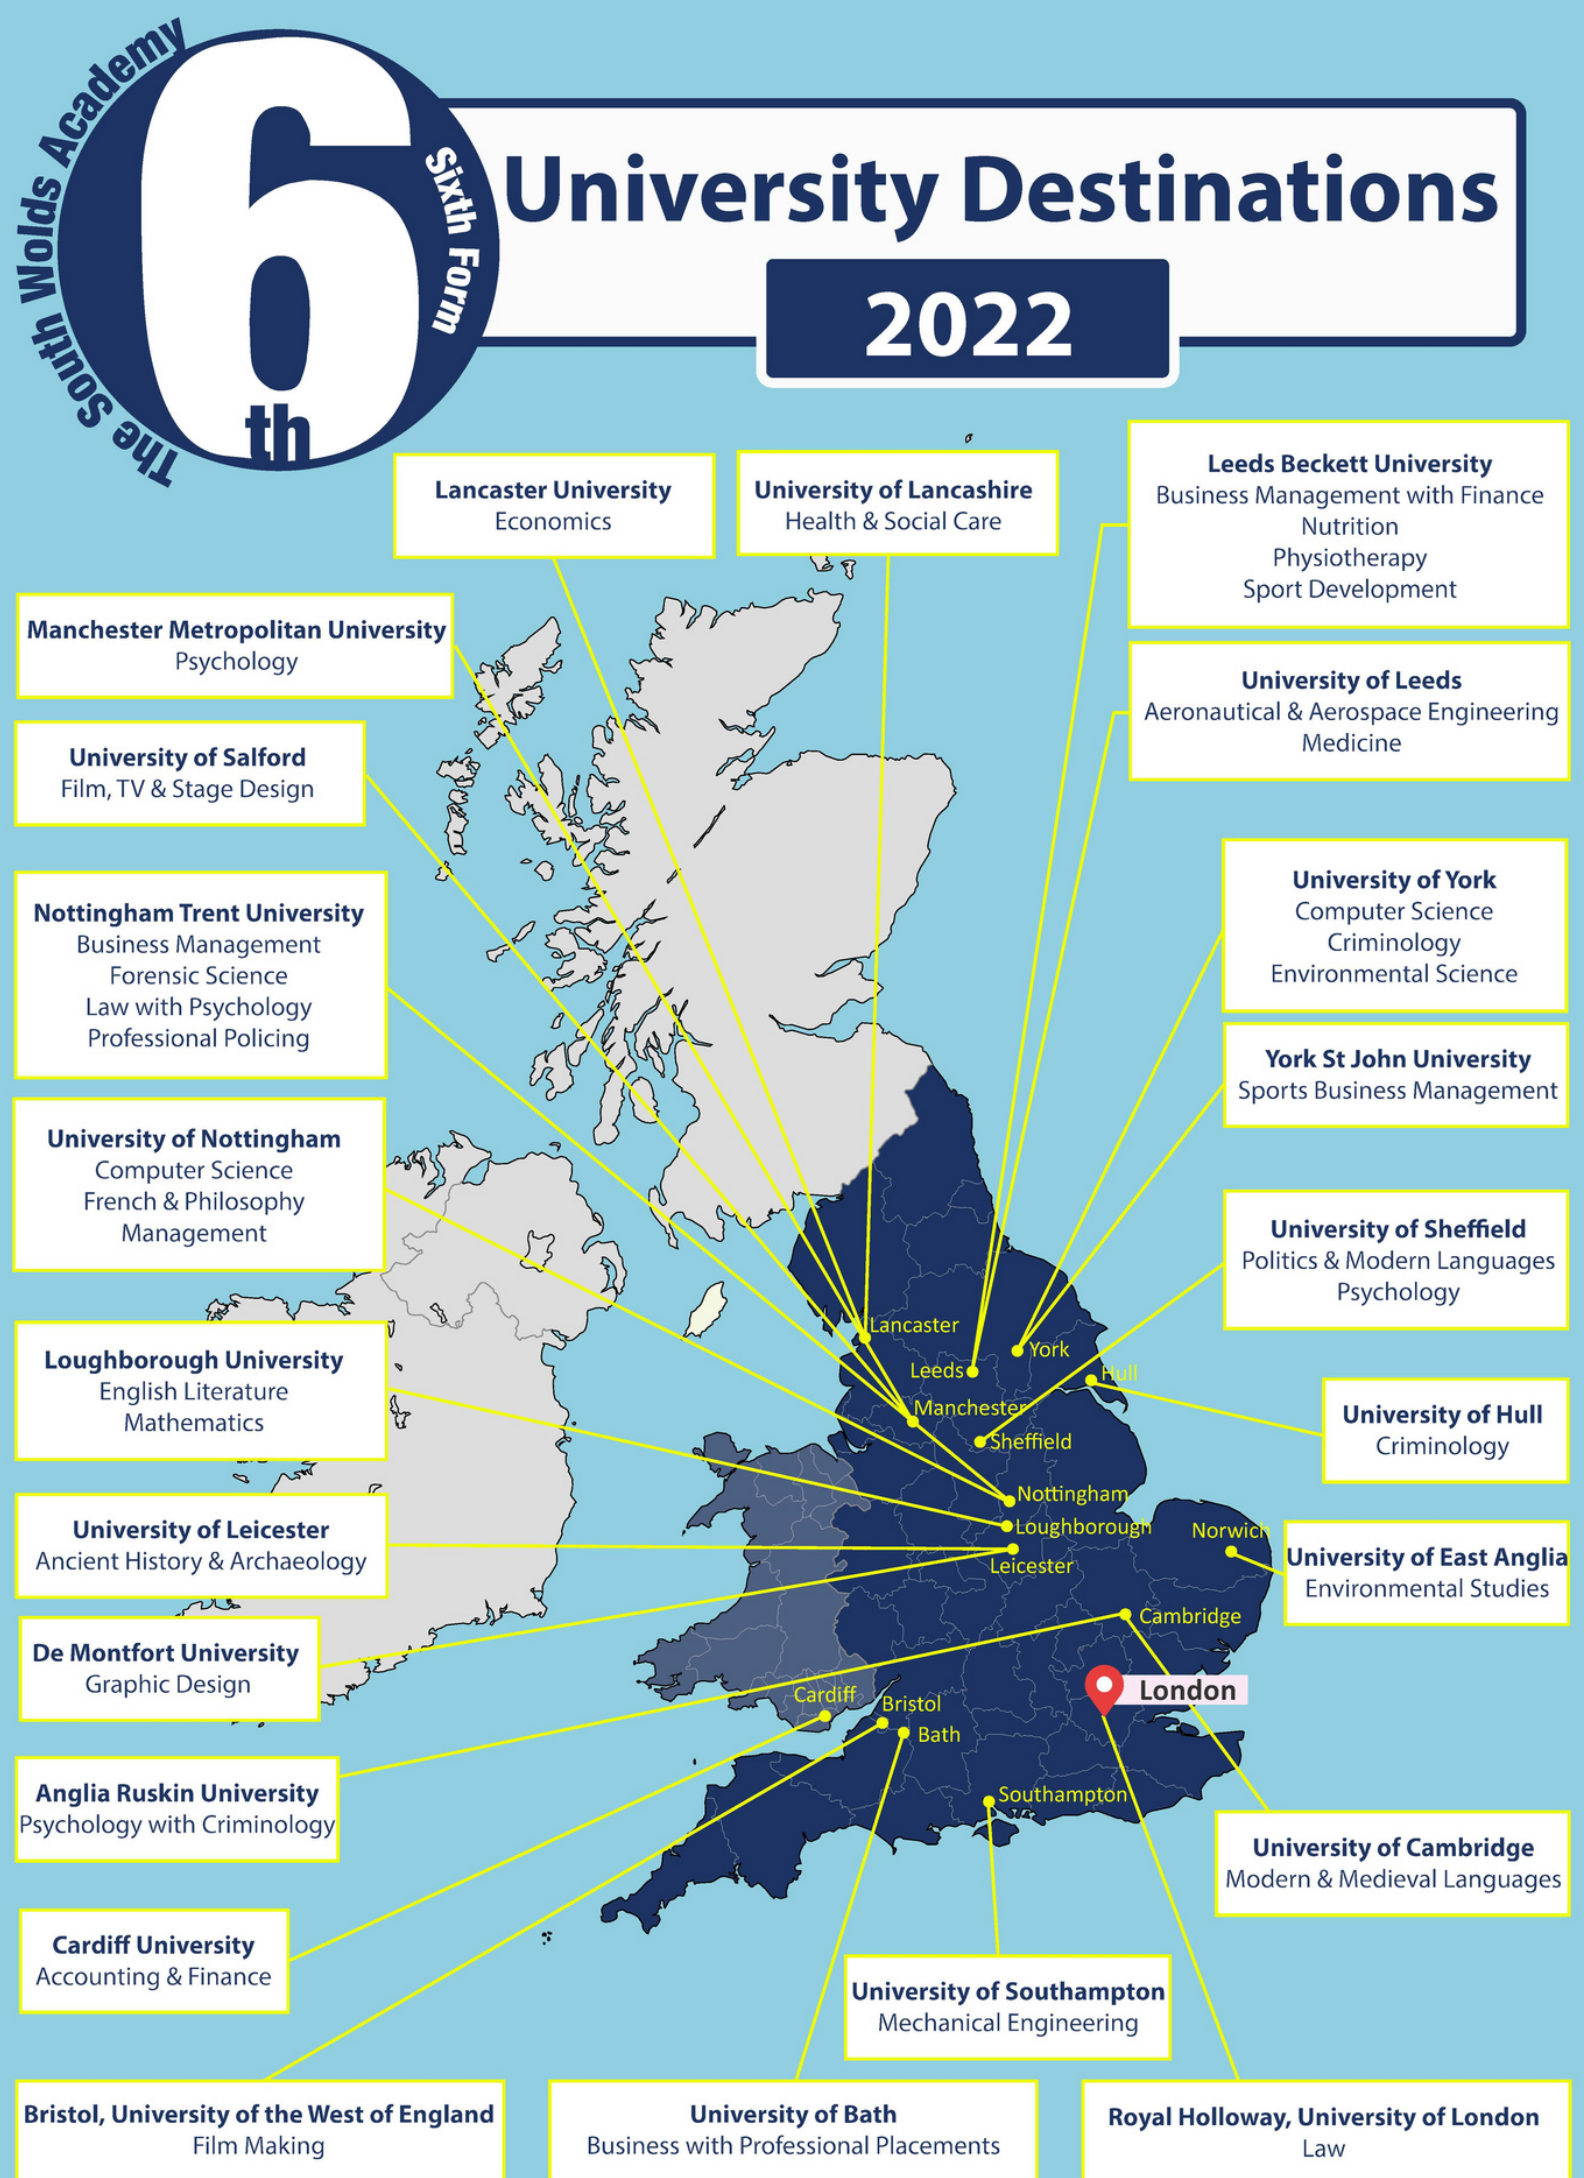 The South Wolds Academy
6th
Sixth Form
University Destinations
2022
Lancaster University
Economics
University of Lancashire
Health & Social Care
Leeds Beckett University
Business Management with Finance
Nutrition
Physiotherapy
Sport Development
Manchester Metropolitan University
Psychology
University of Leeds
Aeronautical & Aerospace Engineering
Medicine
University of Salford
Film, TV & Stage Design
University of York
Computer Science
Criminology
Environmental Science
Nottingham Trent University
Business Management
Forensic Science
Law with Psychology
Professional Policing
York St John University
Sports Business Management
University of Nottingham
Computer Science
French & Philosophy
Management
University of Sheffield
Politics & Modern Languages
Psychology
Loughborough University
English Literature
Mathematics
University of Hull
Criminology
University of Leicester
Ancient History & Archaeology
University of East Anglia
Environmental Studies
De Montfort University
Graphic Design
Anglia Ruskin University
Psychology with Criminology
University of Cambridge
Modern & Medieval Languages
Cardiff University
Accounting & Finance
University of Southampton
Mechanical Engineering
Bristol, University of the West of England
Film Making
University of Bath
Business with Professional Placements
Royal Holloway, University of London
Law
Lancaster
York
Leeds
Hull
Manchester
Sheffield
Nottingham
Loughborough
Norwich
Leicester
Cambridge
London
Cardiff
Bristol
Bath
Southampton